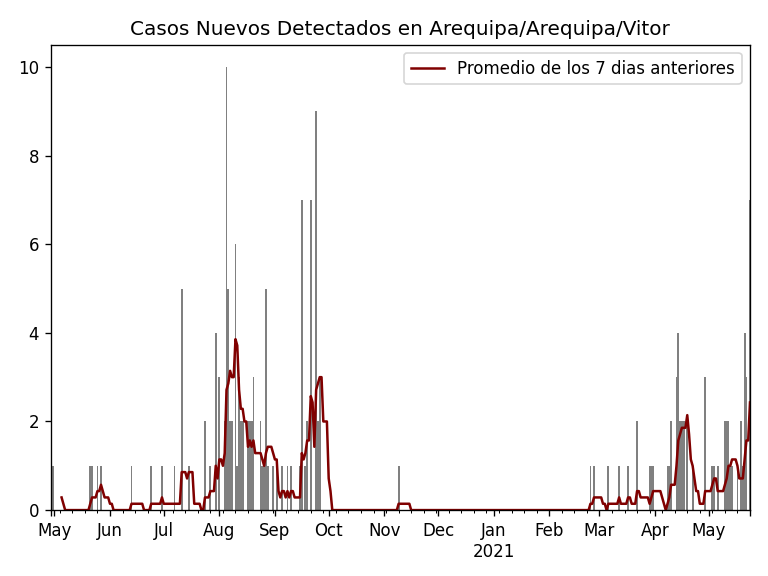 Casos Nuevos Detectados en Arequipa/Arequipa/Vitor
Promedio de los 7 dias anteriores
10
8
6
4
2
0
May Jun Jul Aug Sep Oct Nov Dec Jan Feb Mar Apr May
2021